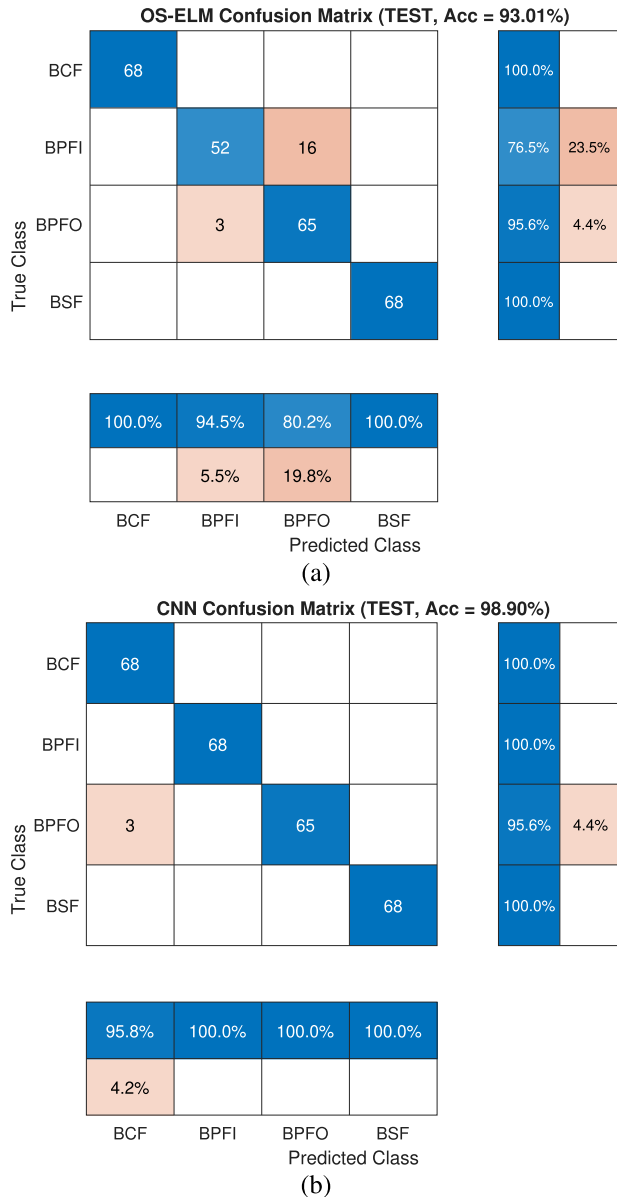 OS-ELM Confusion Matrix (TEST, Acc = 93.01%)
BCF 68 100.0%
BPFI 52 16 76.5% 23.5%
BPFO 3 65 95.6% 4.4%
BSF 68 100.0%
True Class
100.0% 94.5% 80.2% 100.0%
5.5% 19.8%
BCF BPFI BPFO BSF
Predicted Class
(a)
CNN Confusion Matrix (TEST, Acc = 98.90%)
BCF 68 100.0%
BPFI 68 100.0%
BPFO 3 65 95.6% 4.4%
BSF 68 100.0%
True Class
95.8% 100.0% 100.0% 100.0%
4.2%
BCF BPFI BPFO BSF
Predicted Class
(b)